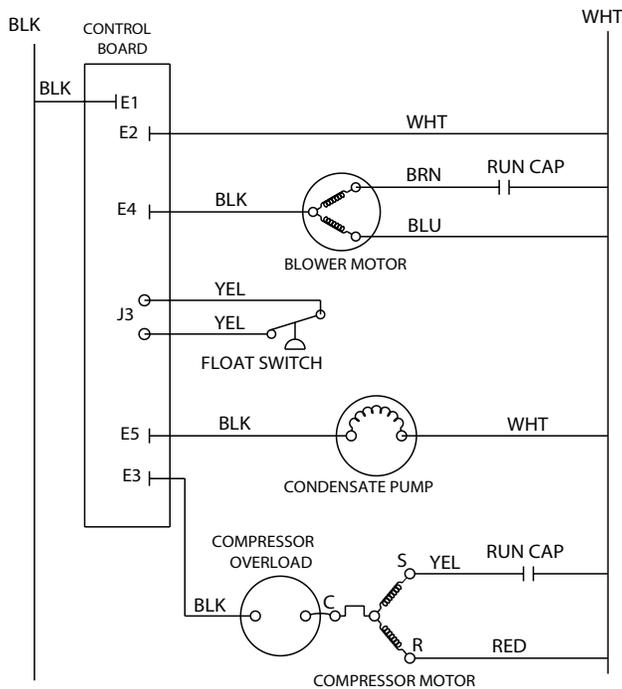 BLK
WHT
CONTROL
BOARD
BLK
E1
E2
WHT
BRN
RUN CAP
E4
BLK
BLU
BLOWER MOTOR
YEL
J3
YEL
FLOAT SWITCH
E5
BLK
WHT
E3
CONDENSATE PUMP
COMPRESSOR
OVERLOAD
S
YEL
RUN CAP
BLK
C
R
RED
COMPRESSOR MOTOR